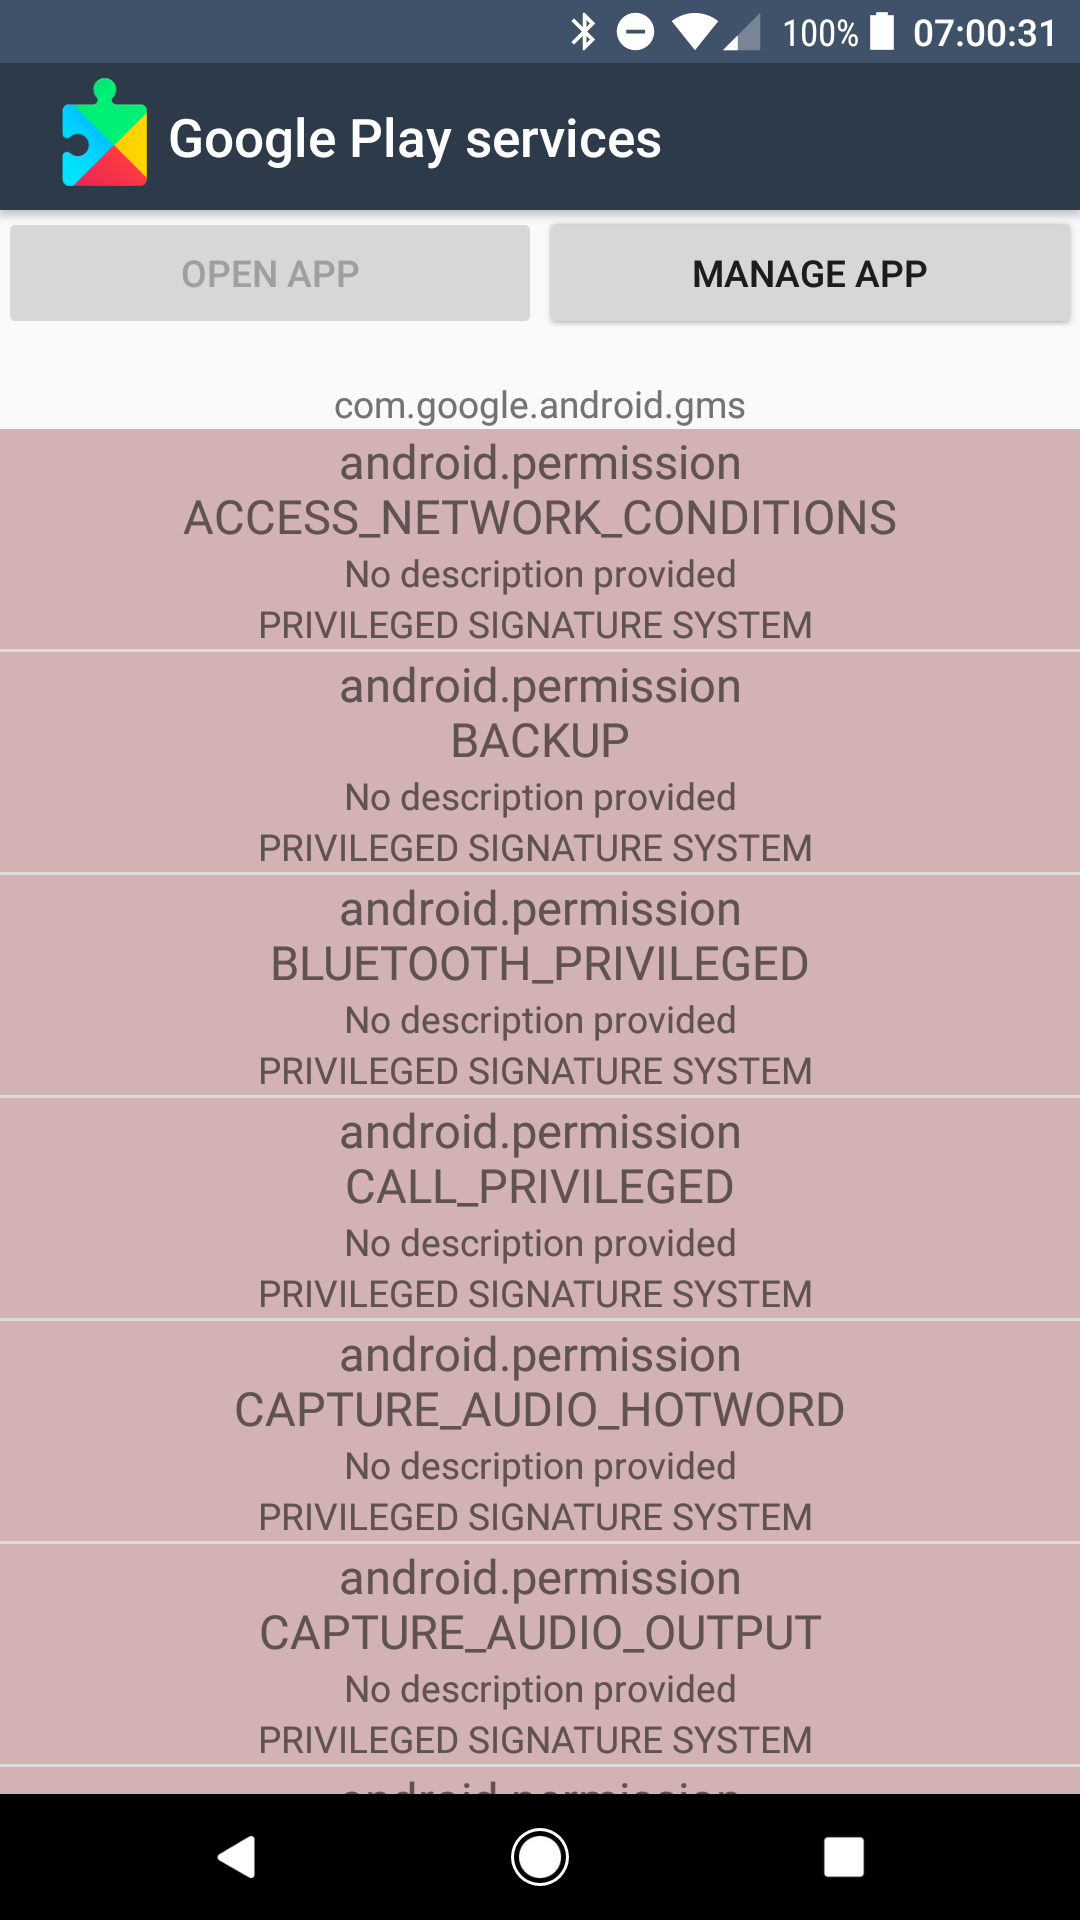 100% 07:00:31
Google Play services
OPEN APP MANAGE APP
com.google.android.gms
android.permission
ACCESS_NETWORK_CONDITIONS
No description provided
PRIVILEGED SIGNATURE SYSTEM
android.permission
BACKUP
No description provided
PRIVILEGED SIGNATURE SYSTEM
android.permission
BLUETOOTH_PRIVILEGED
No description provided
PRIVILEGED SIGNATURE SYSTEM
android.permission
CALL_PRIVILEGED
No description provided
PRIVILEGED SIGNATURE SYSTEM
android.permission
CAPTURE_AUDIO_HOTWORD
No description provided
PRIVILEGED SIGNATURE SYSTEM
android.permission
CAPTURE_AUDIO_OUTPUT
No description provided
PRIVILEGED SIGNATURE SYSTEM
android.permission